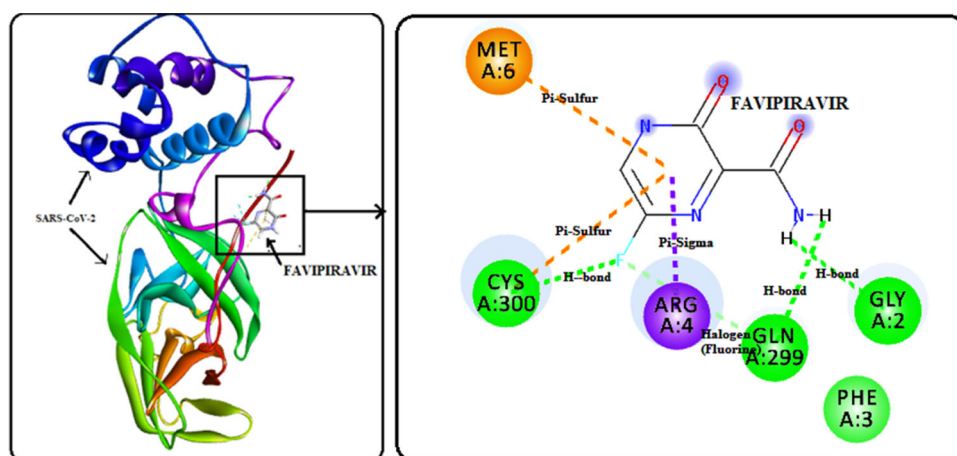 SARS-CoV-2
FAVIPIRAVIR
MET
A:6
Pi-Sulfur
O
FAVIPIRAVIR
N
O
Pi-Sulfur
N
N
H
H
F
Pi-Sigma
H--bond
H-bond
H-bond
CYS
A:300
ARG
A:4
GLY
A:2
Halogen
(Fluorine)
GLN
A:299
PHE
A:3